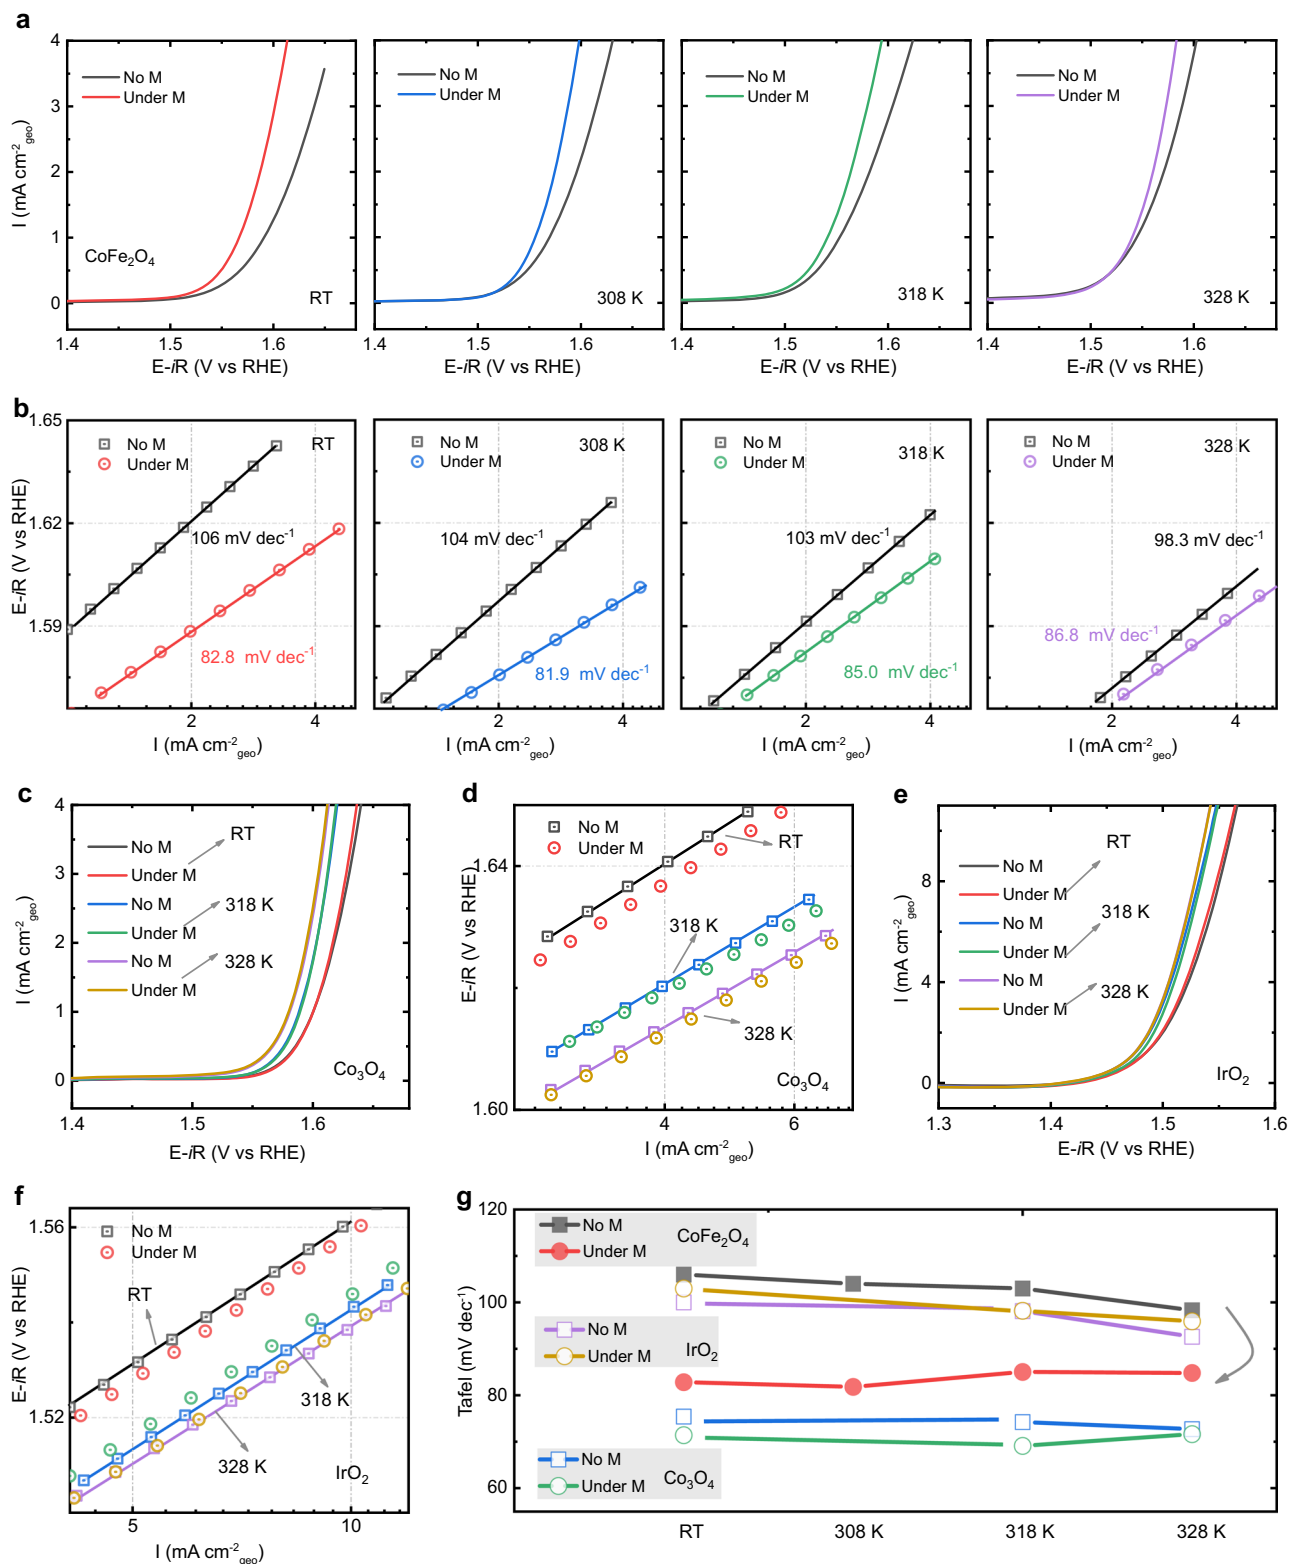 a
4
3
2
1
0
I (mA cm⁻²geo)
No M
Under M
CoFe₂O₄
RT
1.4 1.5 1.6
E-iR (V vs RHE)
No M
Under M
308 K
1.4 1.5 1.6
E-iR (V vs RHE)
No M
Under M
318 K
1.4 1.5 1.6
E-iR (V vs RHE)
No M
Under M
328 K
1.4 1.5 1.6
E-iR (V vs RHE)
b
1.65
1.62
1.59
E-iR (V vs RHE)
No M
Under M
RT
106 mV dec⁻¹
82.8 mV dec⁻¹
2 4
I (mA cm⁻²geo)
No M
Under M
308 K
104 mV dec⁻¹
81.9 mV dec⁻¹
2 4
I (mA cm⁻²geo)
No M
Under M
318 K
103 mV dec⁻¹
85.0 mV dec⁻¹
2 4
I (mA cm⁻²geo)
No M
Under M
328 K
98.3 mV dec⁻¹
86.8 mV dec⁻¹
2 4
I (mA cm⁻²geo)
c
4
3
2
1
0
I (mA cm⁻²geo)
No M
Under M
RT
No M
Under M
318 K
No M
Under M
328 K
Co₃O₄
1.4 1.5 1.6
E-iR (V vs RHE)
d
1.64
1.60
E-iR (V vs RHE)
No M
Under M
RT
318 K
328 K
Co₃O₄
4 6
I (mA cm⁻²geo)
e
8
4
0
I (mA cm⁻²geo)
No M
Under M
RT
No M
Under M
318 K
No M
Under M
328 K
IrO₂
1.3 1.4 1.5 1.6
E-iR (V vs RHE)
f
1.56
1.52
E-iR (V vs RHE)
No M
Under M
RT
318 K
328 K
IrO₂
5 10
I (mA cm⁻²geo)
g
120
100
80
60
Tafel (mV dec⁻¹)
No M
Under M
CoFe₂O₄
No M
Under M
IrO₂
No M
Under M
Co₃O₄
RT 308 K 318 K 328 K